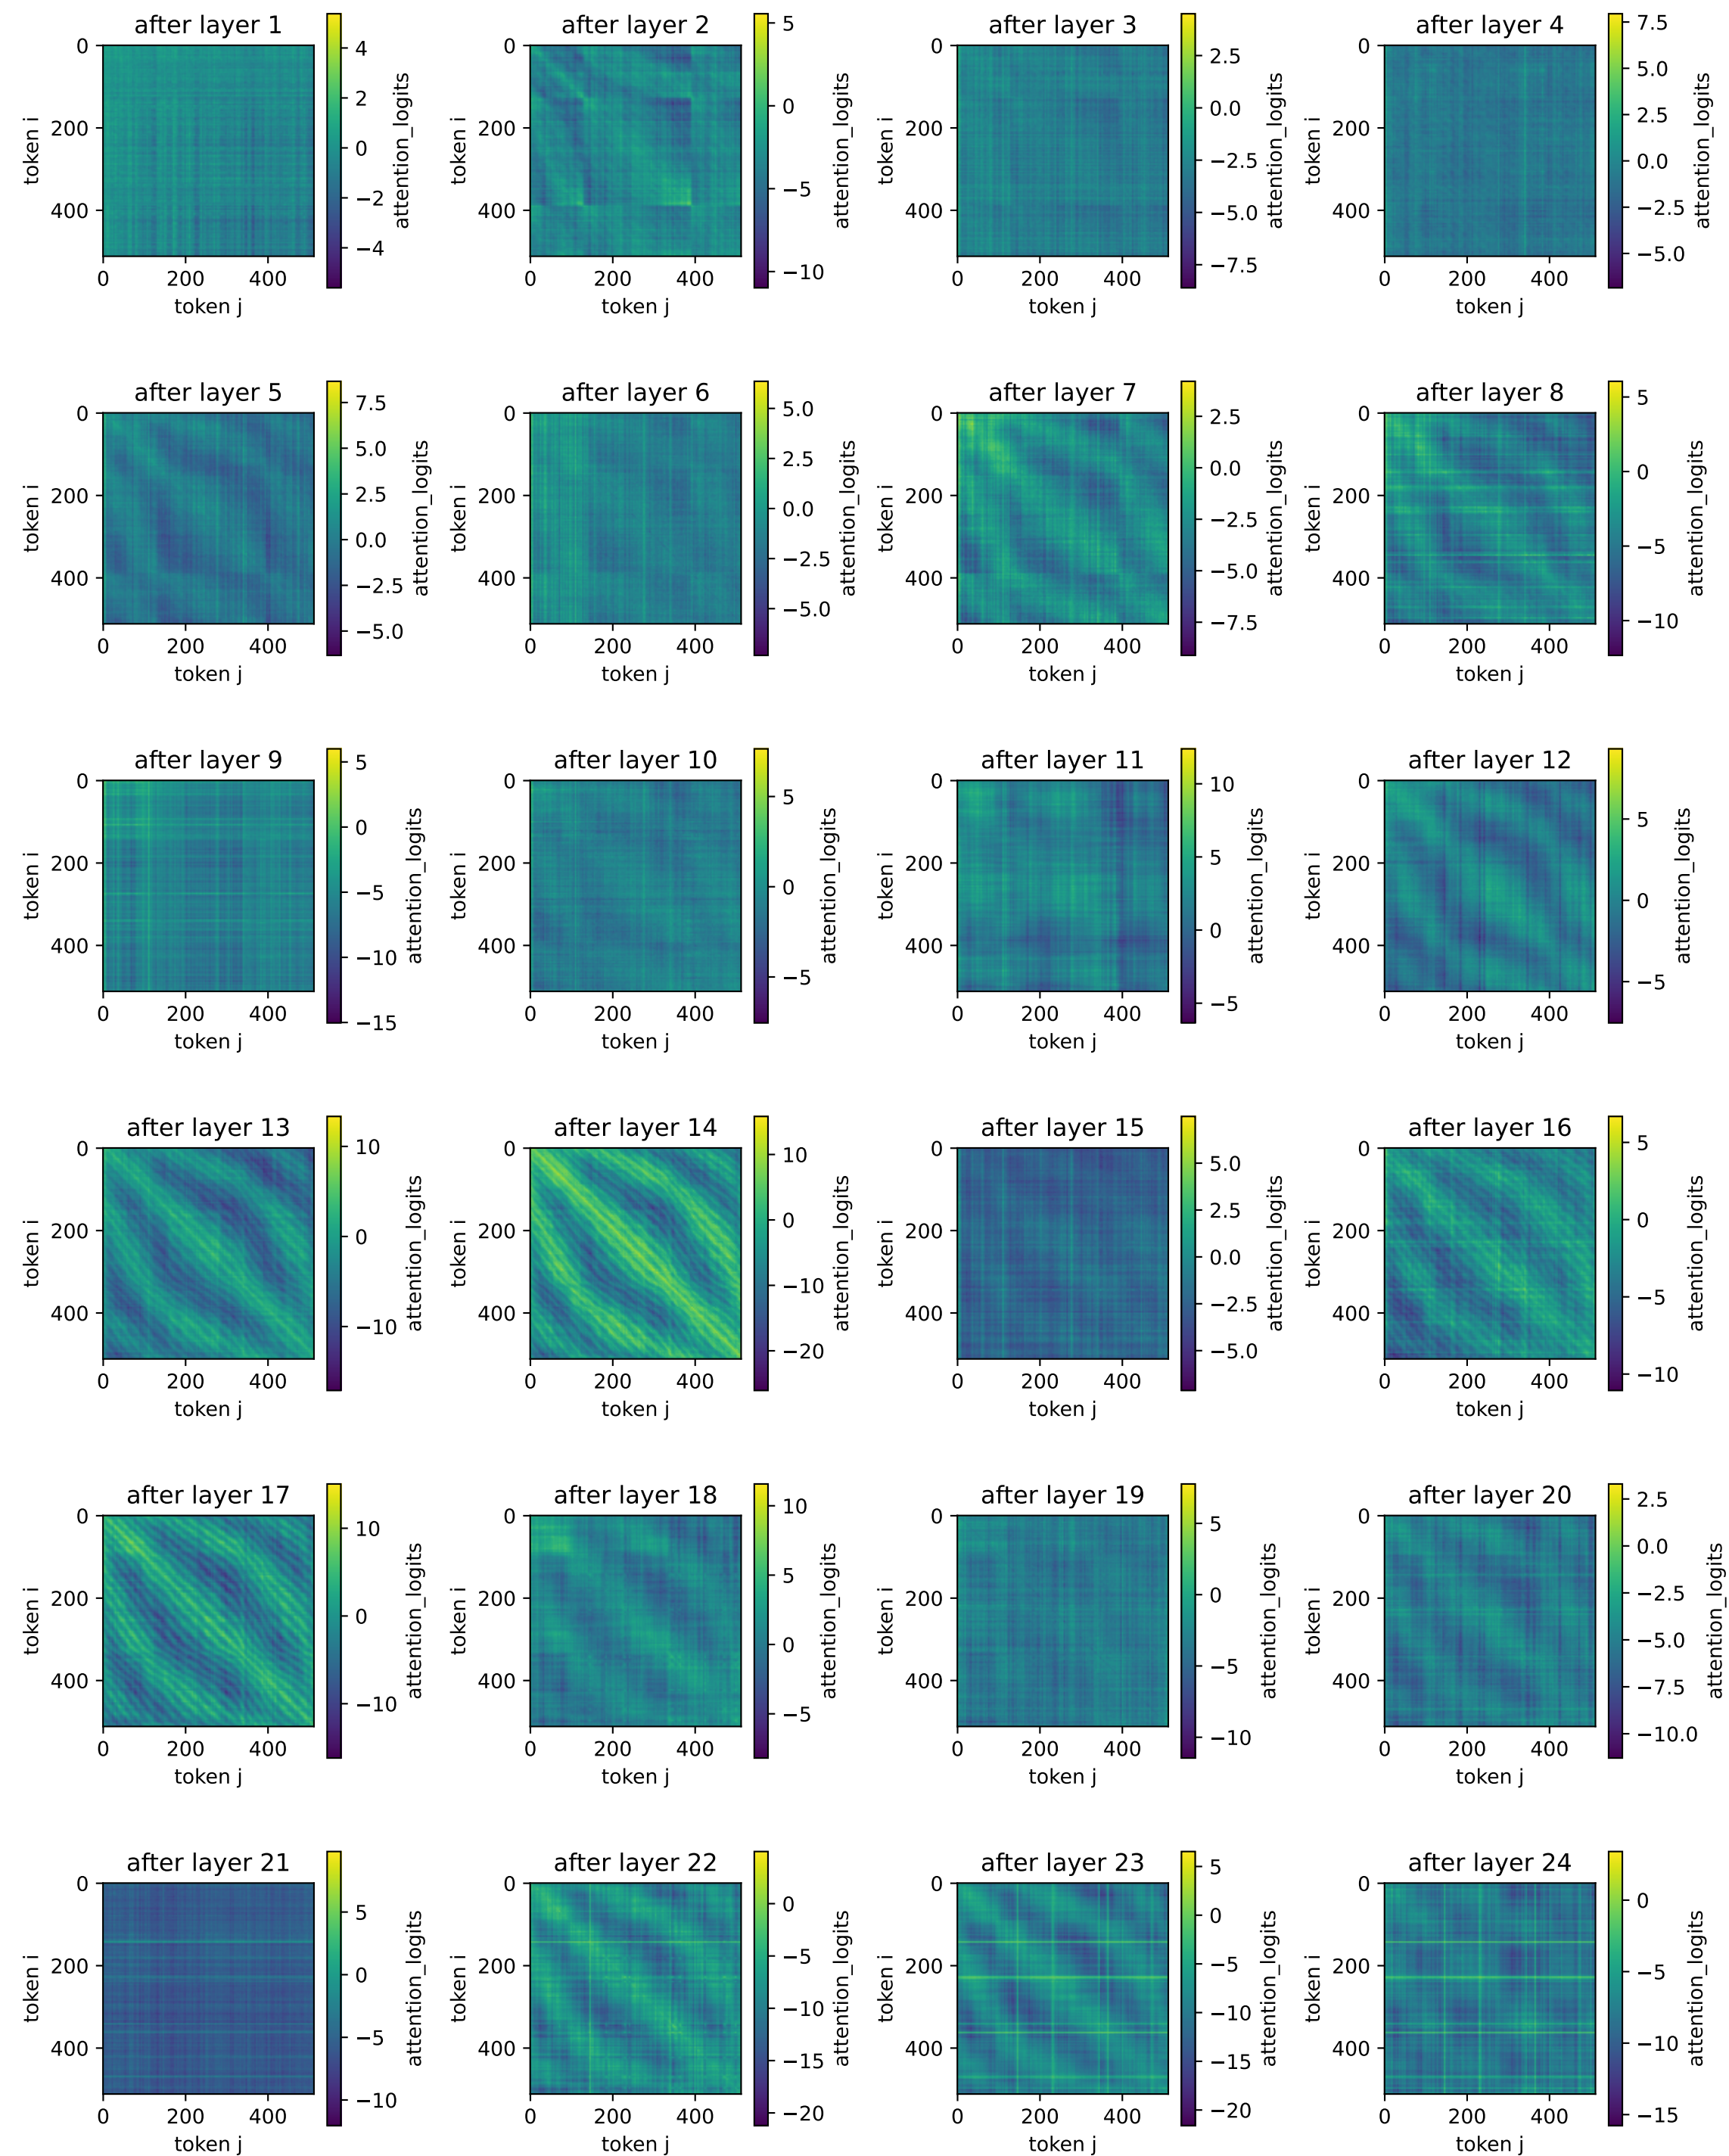 after layer 1
0
200
400
token i
0 200 400
token j
4
2
0
−2
−4
attention_logits
after layer 2
0
200
400
token i
0 200 400
token j
5
0
−5
−10
attention_logits
after layer 3
0
200
400
token i
0 200 400
token j
2.5
0.0
−2.5
−5.0
−7.5
attention_logits
after layer 4
0
200
400
token i
0 200 400
token j
7.5
5.0
2.5
0.0
−2.5
−5.0
attention_logits
after layer 5
0
200
400
token i
0 200 400
token j
7.5
5.0
2.5
0.0
−2.5
−5.0
attention_logits
after layer 6
0
200
400
token i
0 200 400
token j
5.0
2.5
0.0
−2.5
−5.0
attention_logits
after layer 7
0
200
400
token i
0 200 400
token j
2.5
0.0
−2.5
−5.0
−7.5
attention_logits
after layer 8
0
200
400
token i
0 200 400
token j
5
0
−5
−10
attention_logits
after layer 9
0
200
400
token i
0 200 400
token j
5
0
−5
−10
−15
attention_logits
after layer 10
0
200
400
token i
0 200 400
token j
5
0
−5
attention_logits
after layer 11
0
200
400
token i
0 200 400
token j
10
5
0
−5
attention_logits
after layer 12
0
200
400
token i
0 200 400
token j
5
0
−5
attention_logits
after layer 13
0
200
400
token i
0 200 400
token j
10
0
−10
attention_logits
after layer 14
0
200
400
token i
0 200 400
token j
10
0
−10
−20
attention_logits
after layer 15
0
200
400
token i
0 200 400
token j
5.0
2.5
0.0
−2.5
−5.0
attention_logits
after layer 16
0
200
400
token i
0 200 400
token j
5
0
−5
−10
attention_logits
after layer 17
0
200
400
token i
0 200 400
token j
10
0
−10
attention_logits
after layer 18
0
200
400
token i
0 200 400
token j
10
5
0
−5
attention_logits
after layer 19
0
200
400
token i
0 200 400
token j
5
0
−5
−10
attention_logits
after layer 20
0
200
400
token i
0 200 400
token j
2.5
0.0
−2.5
−5.0
−7.5
−10.0
attention_logits
after layer 21
0
200
400
token i
0 200 400
token j
5
0
−5
−10
attention_logits
after layer 22
0
200
400
token i
0 200 400
token j
0
−5
−10
−15
−20
attention_logits
after layer 23
0
200
400
token i
0 200 400
token j
5
0
−5
−10
−15
−20
attention_logits
after layer 24
0
200
400
token i
0 200 400
token j
0
−5
−10
−15
attention_logits